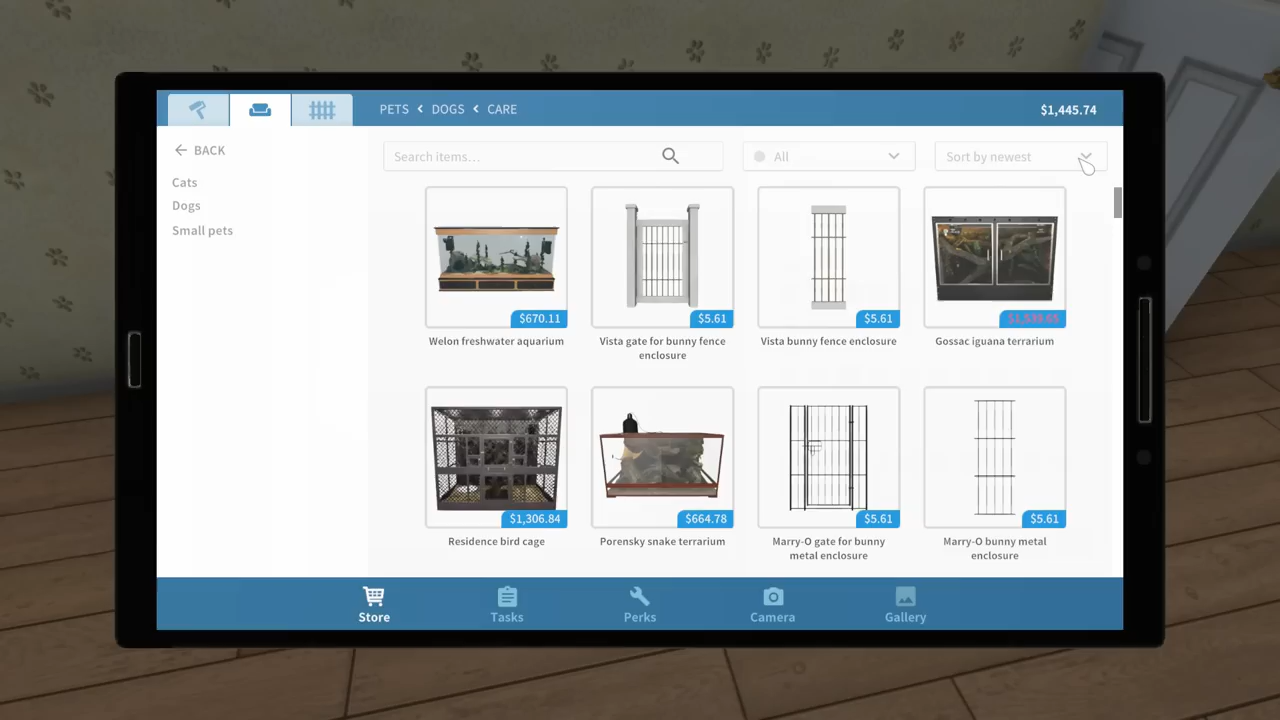 PETS < DOGS < CARE
$1,445.74
BACK
Cats
Dogs
Small pets
Search items...
All
Sort by newest
$670.11
$5.61
$5.61
Welon freshwater aquarium
Vista gate for bunny fence
enclosure
Vista bunny fence enclosure
Gossac iguana terrarium
$1,306.84
$664.78
$5.61
$5.61
Residence bird cage
Porensky snake terrarium
Marry-O gate for bunny
metal enclosure
Marry-O bunny metal
enclosure
Store
Tasks
Perks
Camera
Gallery